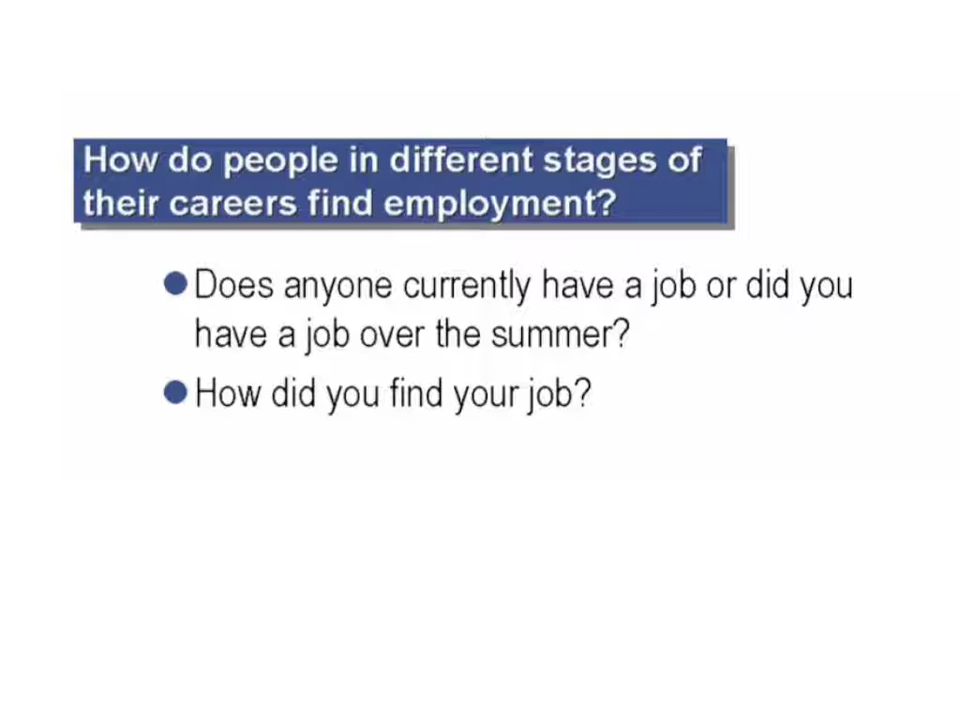 How do people in different stages of
their careers find employment?
Does anyone currently have a job or did you
have a job over the summer?
How did you find your job?